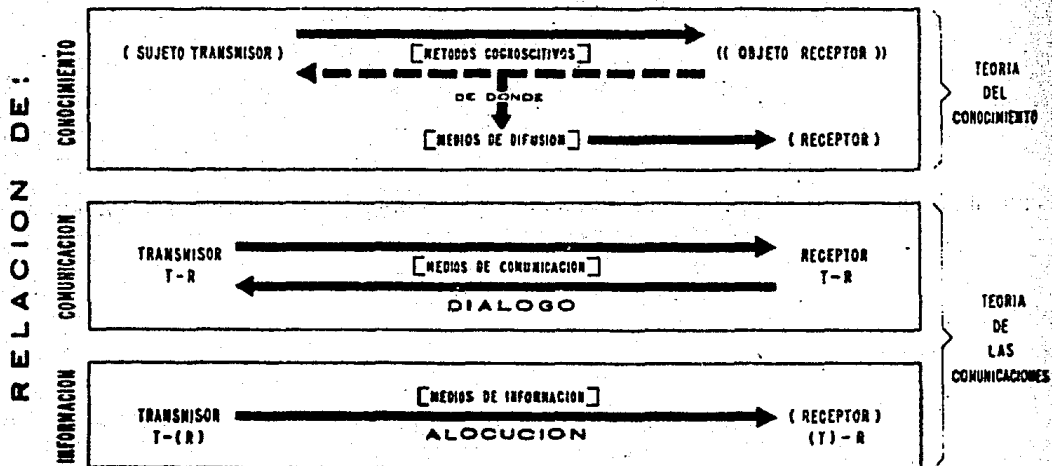 RELACION DE:
CONOCIMIENTO
( SUJETO TRANSMISOR )
[METODOS COGNOSCITIVOS]
(( OBJETO RECEPTOR ))
DE DONDE
[MEDIOS DE DIFUSION]
( RECEPTOR )
TEORIA
DEL
CONOCIMIENTO
COMUNICACION
TRANSMISOR
T-R
[MEDIOS DE COMUNICACION]
DIALOGO
RECEPTOR
T-R
INFORMACION
TRANSMISOR
T-(R)
[MEDIOS DE INFORMACION]
ALOCUCION
( RECEPTOR )
(T)-R
TEORIA
DE
LAS
COMUNICACIONES